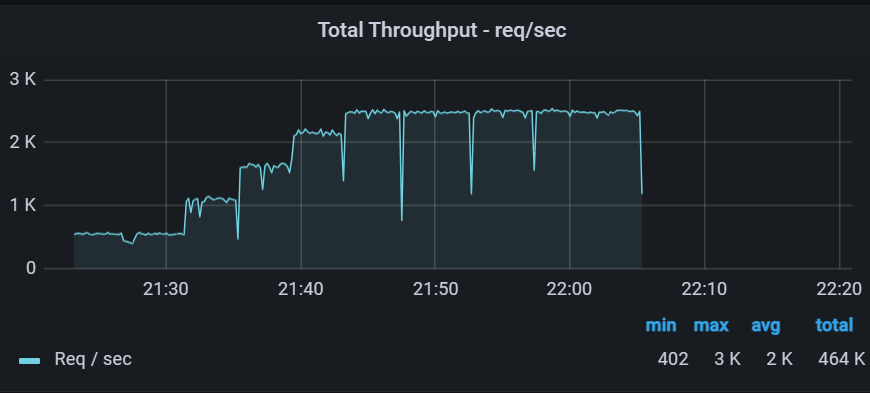 Total Throughput - req/sec
3 K
2 K
1 K
0
21:30 21:40 21:50 22:00 22:10 22:20
min max avg total
Req / sec 402 3 K 2 K 464 K